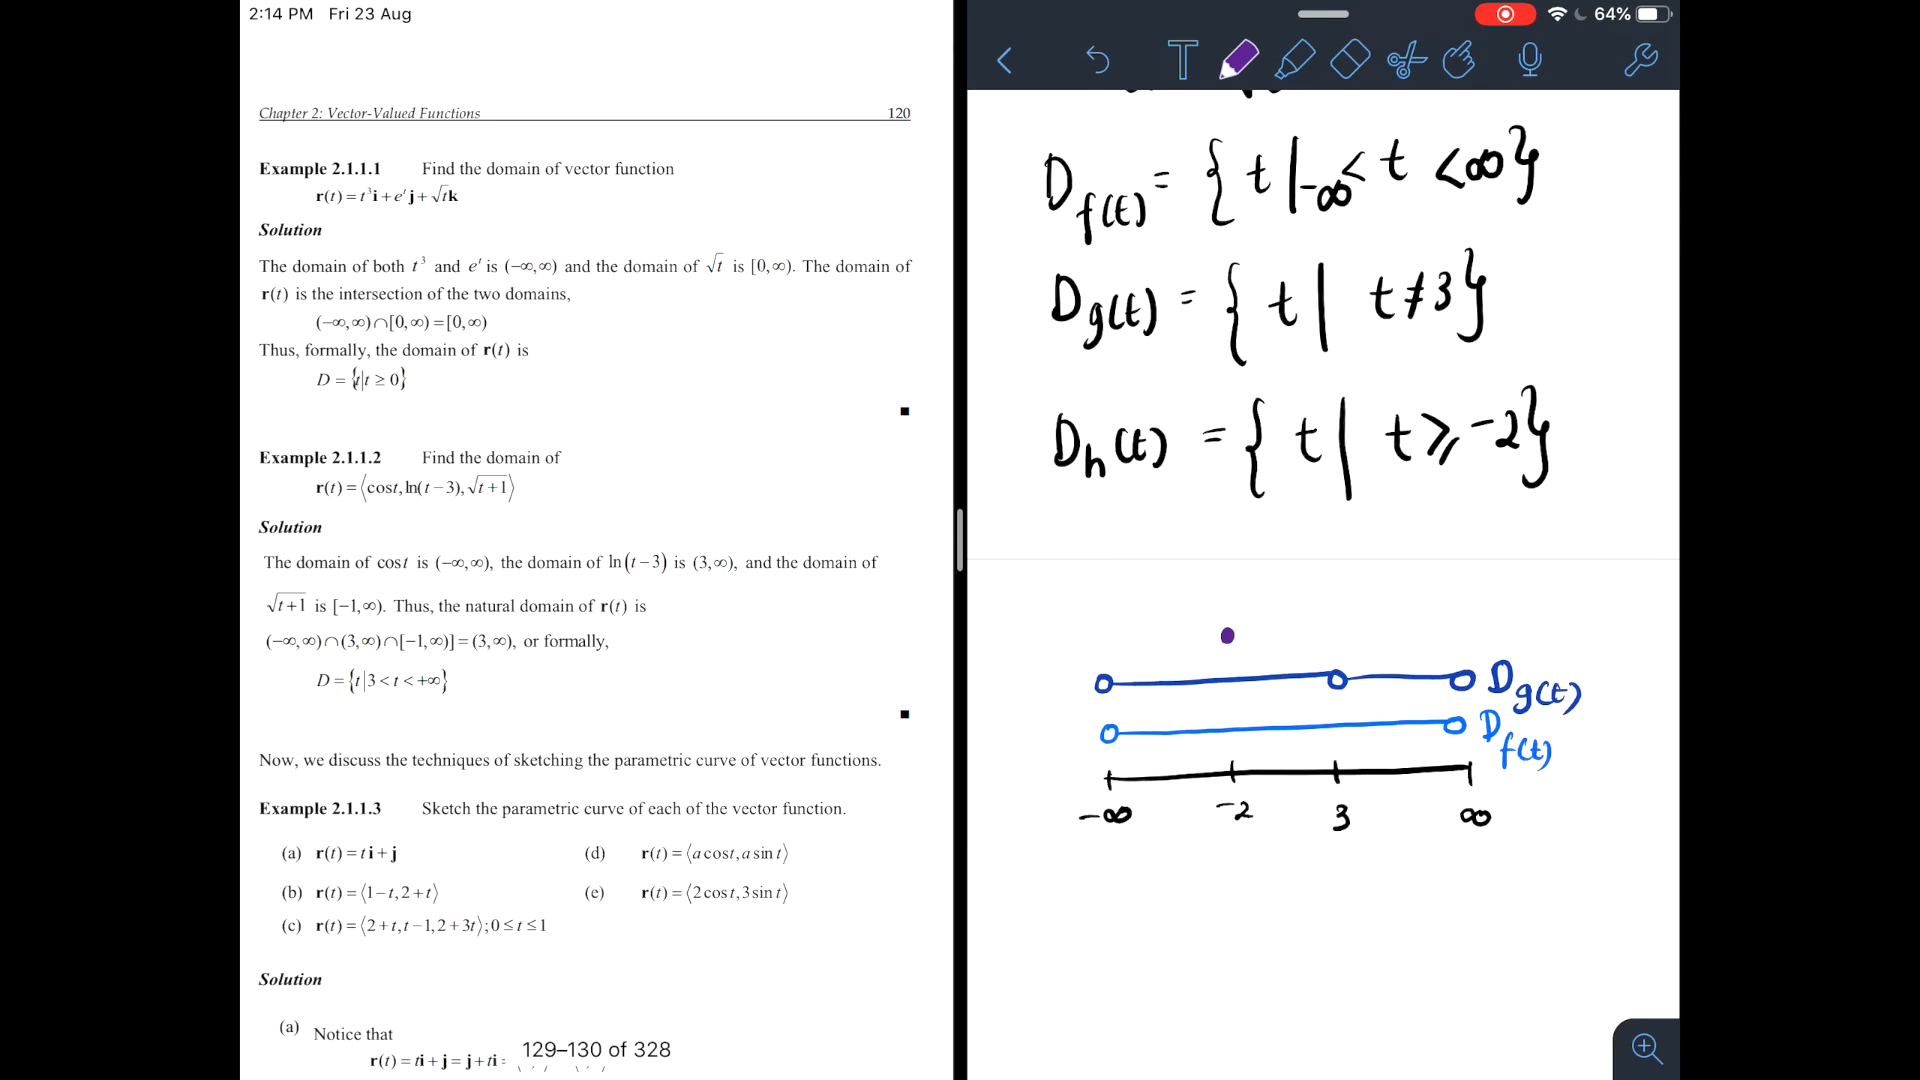 2:14 PM Fri 23 Aug
64%
Chapter 2: Vector-Valued Functions 120
Example 2.1.1.1 Find the domain of vector function
r(t) = t³i + eᵗj + √tk
Solution
The domain of both t³ and eᵗ is (−∞,∞) and the domain of √t is [0,∞). The domain of
r(t) is the intersection of the two domains,
(−∞,∞)∩[0,∞) = [0,∞)
Thus, formally, the domain of r(t) is
D = {t|t ≥ 0}
Example 2.1.1.2 Find the domain of
r(t) = ⟨cos t, ln(t − 3), √(t+1)⟩
Solution
The domain of cos t is (−∞,∞), the domain of ln(t − 3) is (3,∞), and the domain of
√(t+1) is [−1,∞). Thus, the natural domain of r(t) is
(−∞,∞)∩(3,∞)∩[−1,∞)] = (3,∞), or formally,
D = {t|3 < t < +∞}
Now, we discuss the techniques of sketching the parametric curve of vector functions.
Example 2.1.1.3 Sketch the parametric curve of each of the vector function.
(a) r(t) = t i + j (d) r(t) = ⟨a cos t, a sin t⟩
(b) r(t) = ⟨1 − t, 2 + t⟩ (e) r(t) = ⟨2 cos t, 3 sin t⟩
(c) r(t) = ⟨2 + t, t − 1, 2 + 3t⟩; 0 ≤ t ≤ 1
Solution
(a) Notice that
r(t) = ti + j = j + ti =
129–130 of 328
T
D f(t) = { t | -∞ < t < ∞ }
D g(t) = { t | t ≠ 3 }
D h(t) = { t | t ⩾ -2 }
D g(t)
D f(t)
-∞ -2 3 ∞